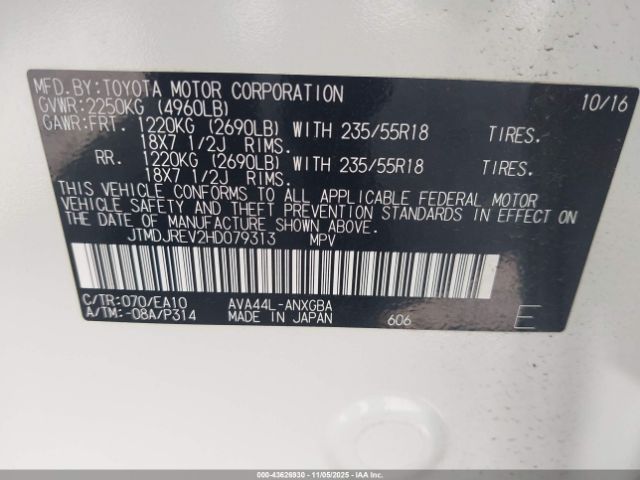 MFD.BY:TOYOTA MOTOR CORPORATION 10/16
GVWR:2250KG (4960LB)
GAWR:FRT. 1220KG (2690LB) WITH 235/55R18 TIRES.
18X7 1/2J RIMS.
RR. 1220KG (2690LB) WITH 235/55R18 TIRES.
18X7 1/2J RIMS.
THIS VEHICLE CONFORMS TO ALL APPLICABLE FEDERAL MOTOR
VEHICLE SAFETY AND THEFT PREVENTION STANDARDS IN EFFECT ON
THE DATE OF MANUFACTURE SHOWN ABOVE.
JTMDJREV2HD079313 MPV
C/TR:070/EA10 AVA44L-ANXGBA
A/TM:-08A/P314 MADE IN JAPAN 606 E
000-43626930 - 11/05/2025 - IAAI.COM